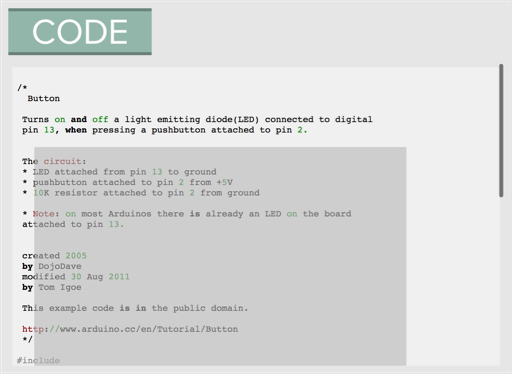 CODE
/*
Button
Turns on and off a light emitting diode(LED) connected to digital
pin 13, when pressing a pushbutton attached to pin 2.
The circuit:
* LED attached from pin 13 to ground
* pushbutton attached to pin 2 from +5V
* 10K resistor attached to pin 2 from ground
* Note: on most Arduinos there is already an LED on the board
attached to pin 13.
created 2005
by DojoDave
modified 30 Aug 2011
by Tom Igoe
This example code is in the public domain.
http://www.arduino.cc/en/Tutorial/Button
*/
#include